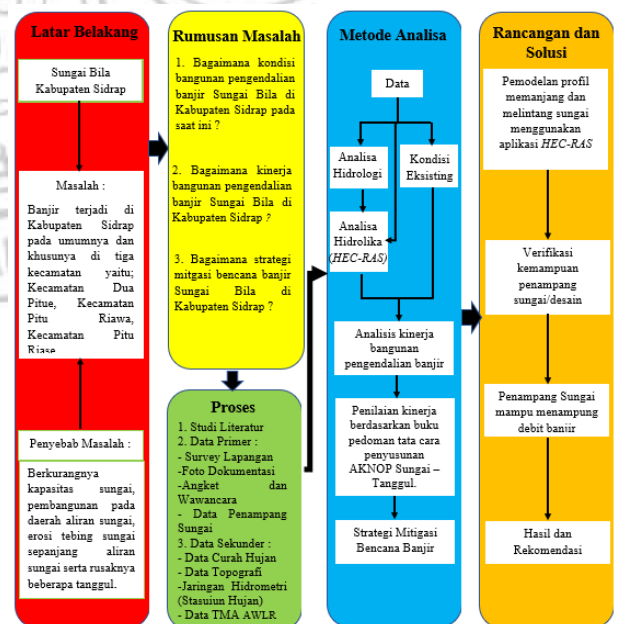 Latar Belakang
Sungai Bila
Kabupaten Sidrap
Masalah :
Banjir terjadi di
Kabupaten Sidrap
pada umumnya dan
khusunya di tiga
kecamatan yaitu;
Kecamatan Dua
Pitue, Kecamatan
Pitu Riawa,
Kecamatan Pitu
Riase
Penyebab Masalah :
Berkurangnya
kapasitas sungai,
pembangunan pada
daerah aliran sungai,
erosi tebing sungai
sepanjang aliran
sungai serta rusaknya
beberapa tanggul.
Rumusan Masalah
1. Bagaimana kondisi
bangunan pengendalian
banjir Sungai Bila di
Kabupaten Sidrap pada
saat ini ?
2. Bagaimana kinerja
bangunan pengendalian
banjir Sungai Bila di
Kabupaten Sidrap ?
3. Bagaimana strategi
mitgasi bencana banjir
Sungai Bila di
Kabupaten Sidrap ?
Proses
1. Studi Literatur
2. Data Primer :
- Survey Lapangan
-Foto Dokumentasi
-Angket dan
Wawancara
- Data Penampang
Sungai
3. Data Sekunder :
- Data Curah Hujan
- Data Topografi
-Jaringan Hidrometri
(Stasuiun Hujan)
- Data TMA AWLR
Metode Analisa
Data
Analisa
Hidrologi
Kondisi
Eksisting
Analisa
Hidrolika
(HEC-RAS)
Analisis kinerja
bangunan
pengendalian banjir
Penilaian kinerja
berdasarkan buku
pedoman tata cara
penyusunan
AKNOP Sungai –
Tanggul.
Strategi Mitigasi
Bencana Banjir
Rancangan dan
Solusi
Pemodelan profil
memanjang dan
melintang sungai
menggunakan
aplikasi HEC-RAS
Verifikasi
kemampuan
penampang
sungai/desain
Penampang Sungai
mampu menampung
debit banjir
Hasil dan
Rekomendasi